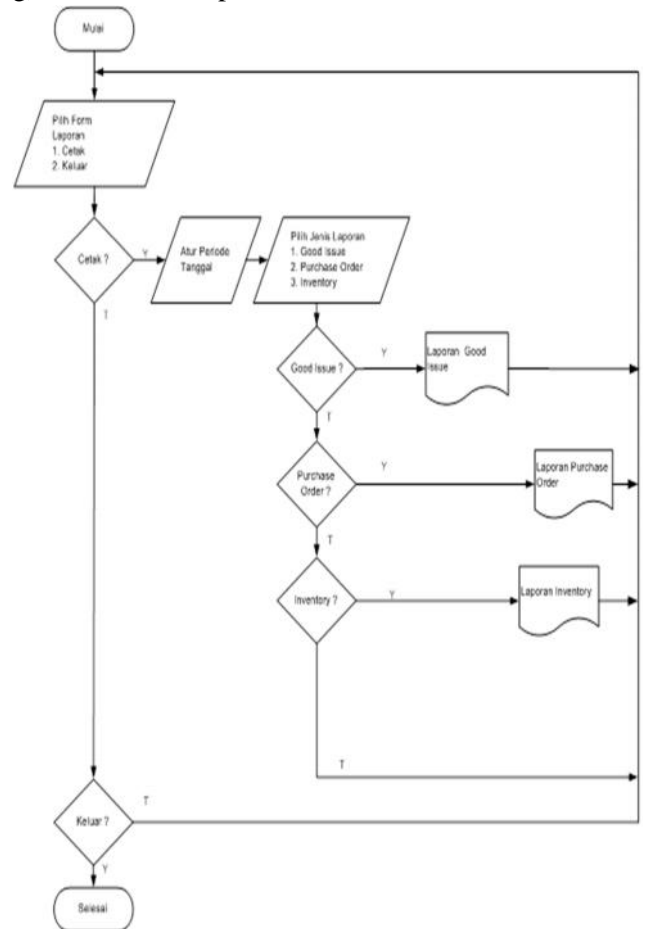 Mulai
Pilih Form
Laporan
1. Cetak
2. Keluar
Cetak ?
Y
Atur Periode
Tanggal
Pilih Jenis Laporan
1. Good Issue
2. Purchase Order
3. Inventory
T
Good Issue ?
Y
Laporan Good
Issue
T
Purchase
Order ?
Y
Laporan Purchase
Order
T
Inventory ?
Y
Laporan Inventory
T
Keluar ?
T
Y
Selesai